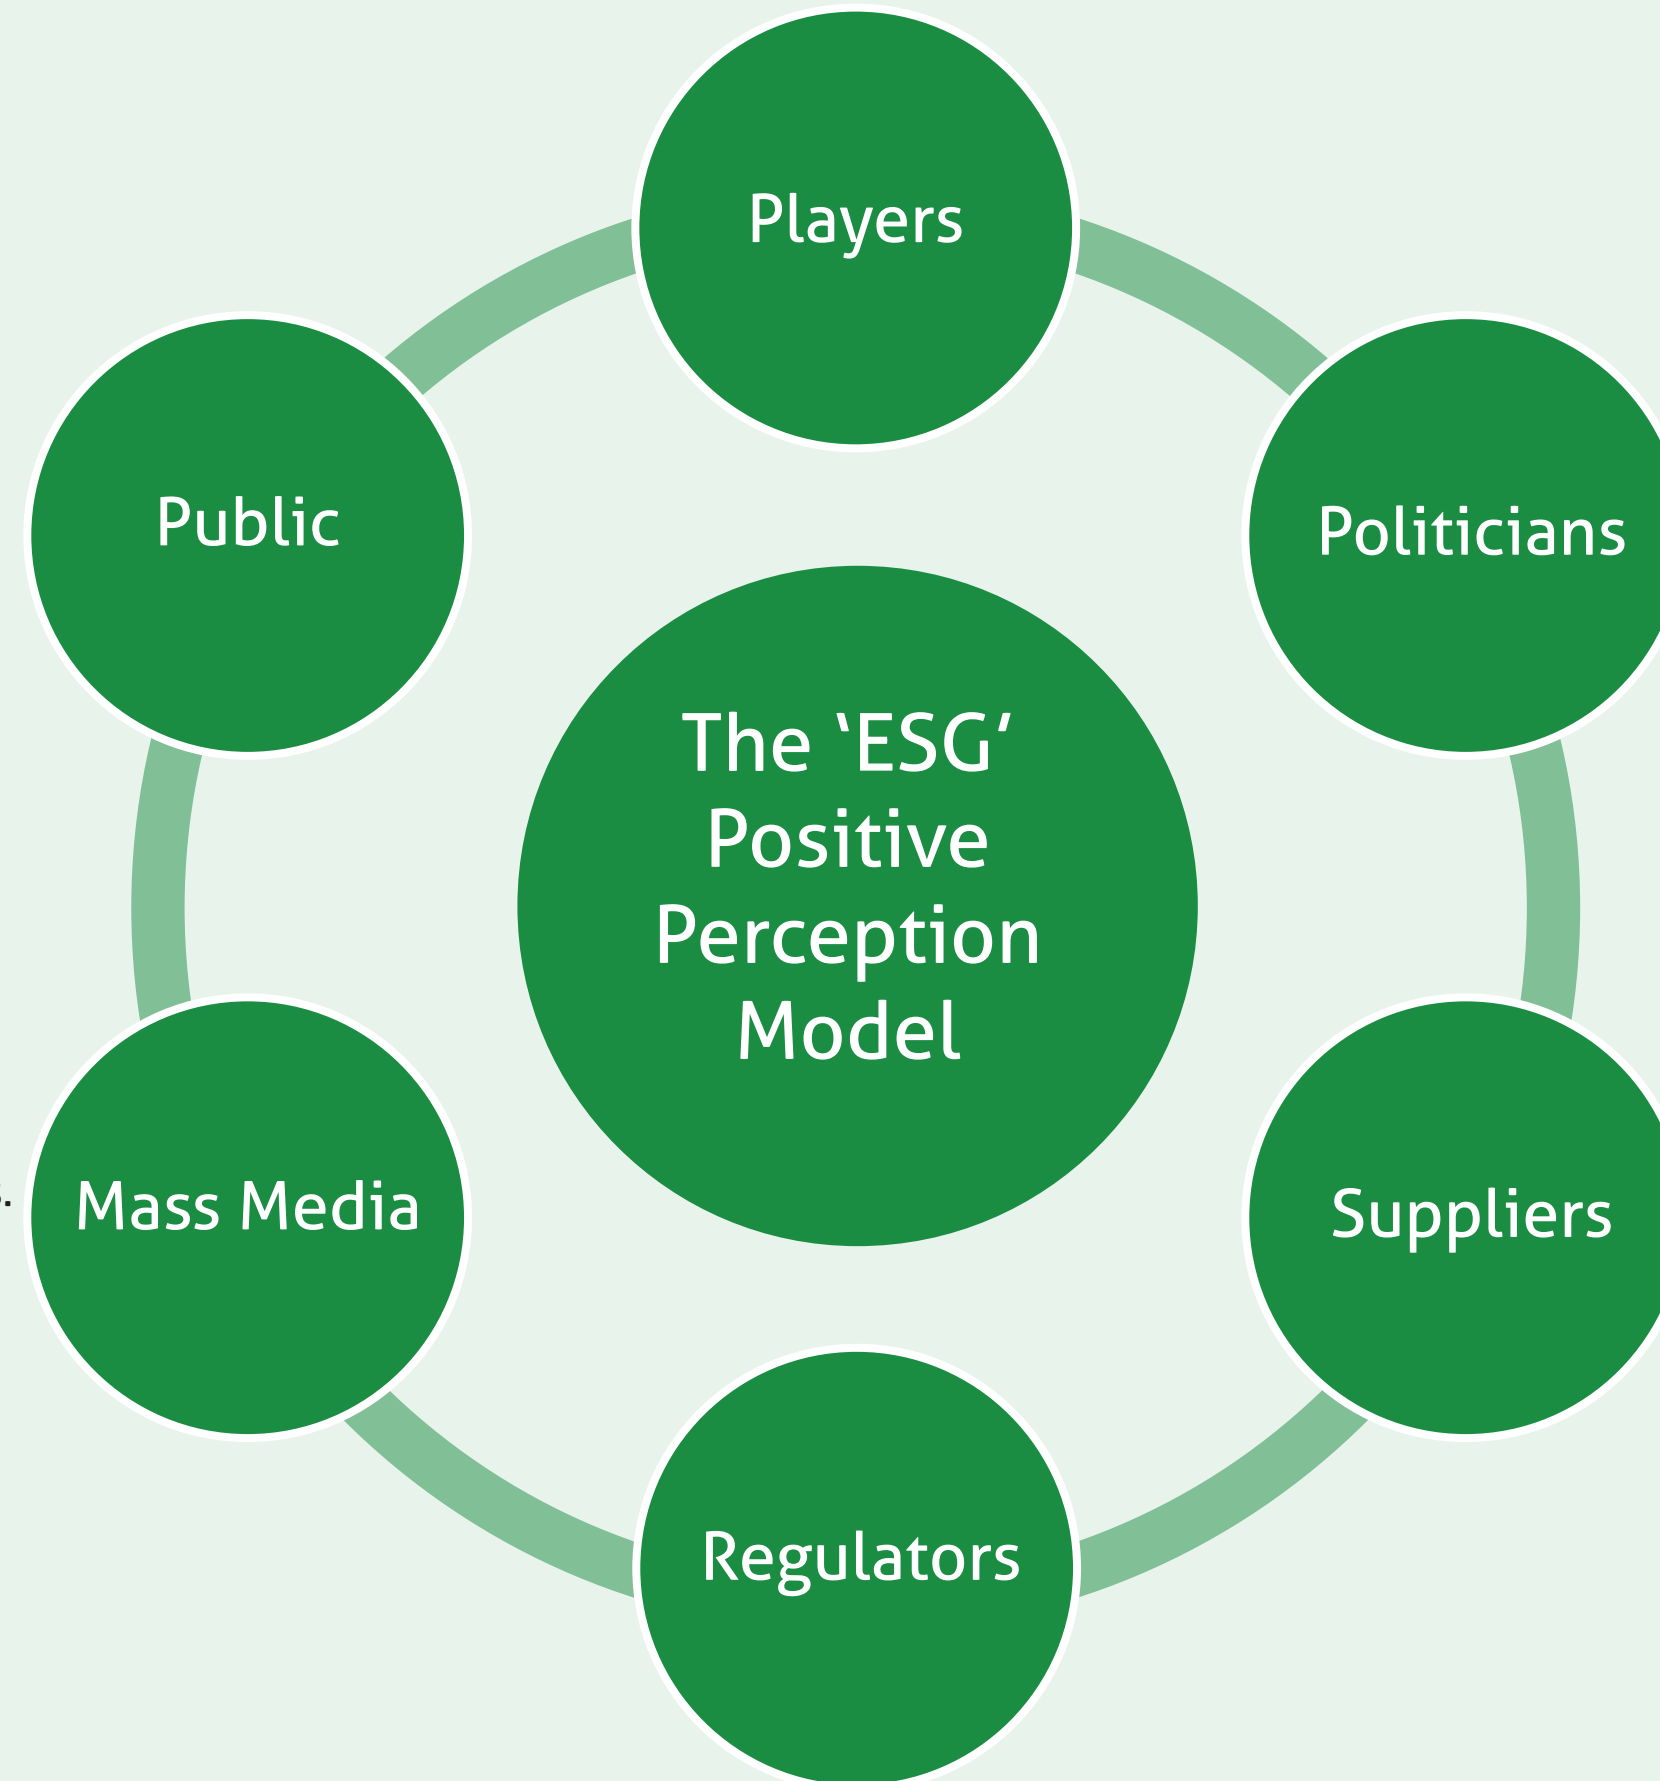 Players
Public
Politicians
The ‘ESG‘
Positive
Perception
Model
Mass Media
Suppliers
Regulators